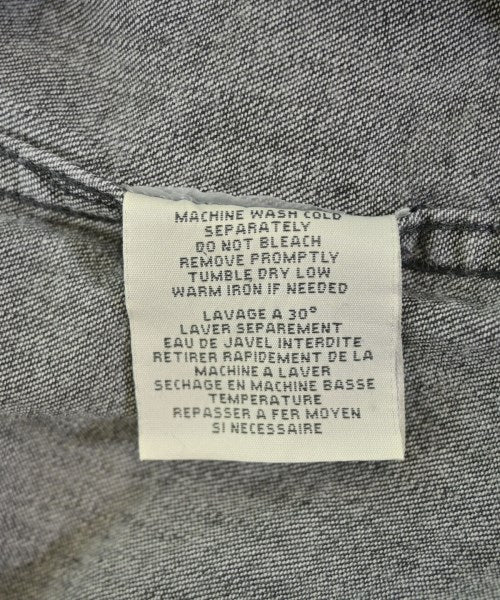 MACHINE WASH COLD
SEPARATELY
DO NOT BLEACH
REMOVE PROMPTLY
TUMBLE DRY LOW
WARM IRON IF NEEDED
LAVAGE A 30°
LAVER SEPAREMENT
EAU DE JAVEL INTERDITE
RETIRER RAPIDEMENT DE LA
MACHINE A LAVER
SECHAGE EN MACHINE BASSE
TEMPERATURE
REPASSER A FER MOYEN
SI NECESSAIRE